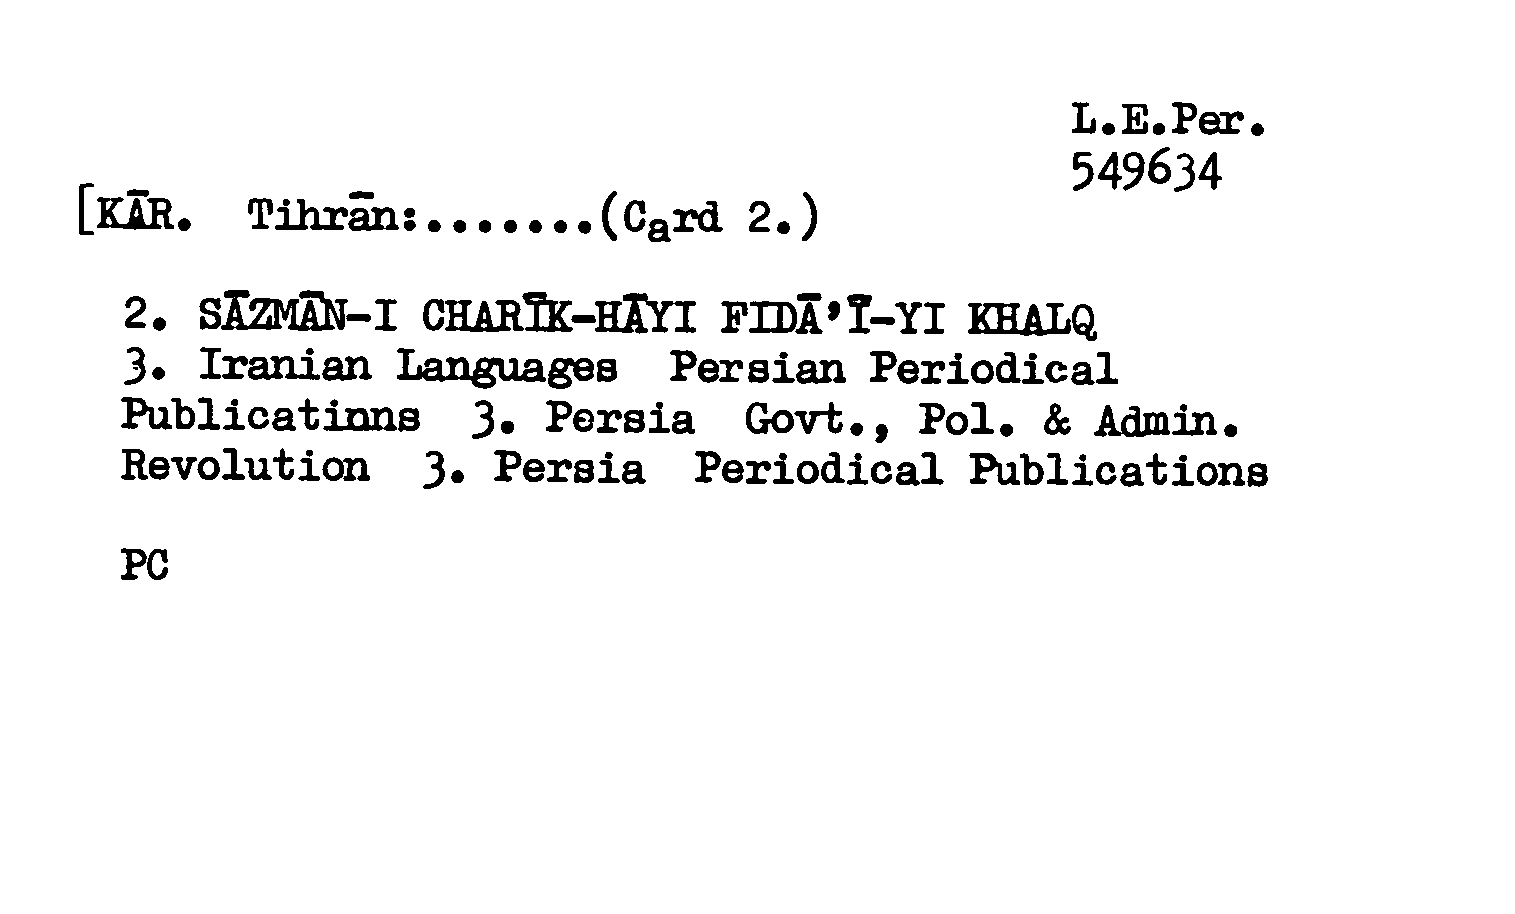 L.E.Per.
549634
[KĀR. Tihrān:.......(Card 2.)
2. SĀZMĀN-I CHARĪK-HĀYI FIDĀ’Ī-YI KHALQ
3. Iranian Languages Persian Periodical
Publicatinns 3. Persia Govt., Pol. & Admin.
Revolution 3. Persia Periodical Publications
PC